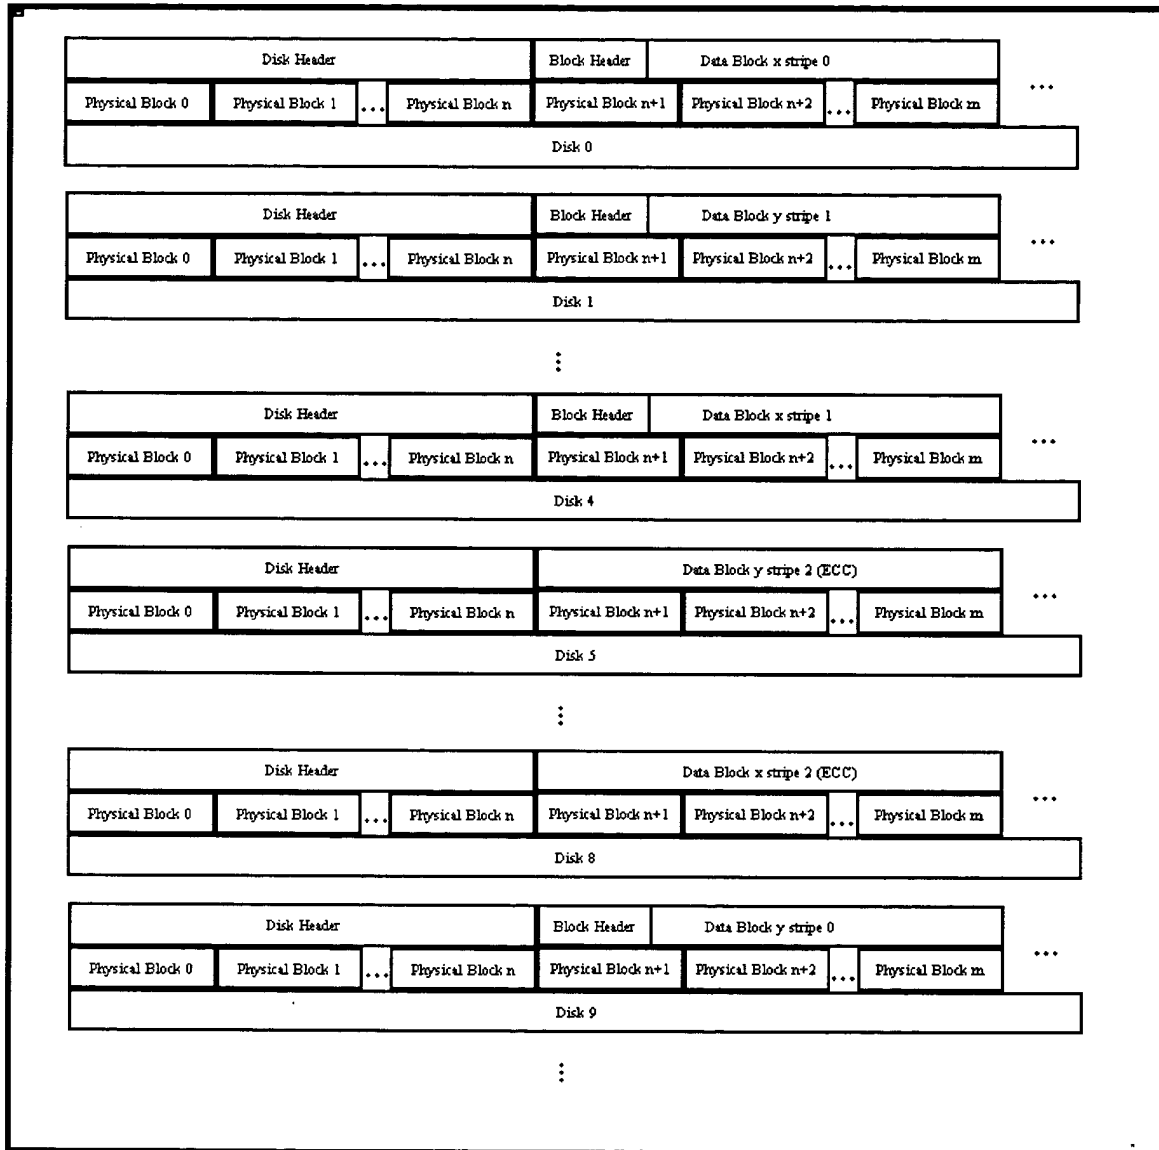 Disk Header Block Header Data Block x stripe 0
Physical Block 0 Physical Block 1 ... Physical Block n Physical Block n+1 Physical Block n+2 ... Physical Block m ...
Disk 0
Disk Header Block Header Data Block y stripe 1
Physical Block 0 Physical Block 1 ... Physical Block n Physical Block n+1 Physical Block n+2 ... Physical Block m ...
Disk 1
...
Disk Header Block Header Data Block x stripe 1
Physical Block 0 Physical Block 1 ... Physical Block n Physical Block n+1 Physical Block n+2 ... Physical Block m ...
Disk 4
Disk Header Data Block y stripe 2 (ECC)
Physical Block 0 Physical Block 1 ... Physical Block n Physical Block n+1 Physical Block n+2 ... Physical Block m ...
Disk 5
...
Disk Header Data Block x stripe 2 (ECC)
Physical Block 0 Physical Block 1 ... Physical Block n Physical Block n+1 Physical Block n+2 ... Physical Block m ...
Disk 8
Disk Header Block Header Data Block y stripe 0
Physical Block 0 Physical Block 1 ... Physical Block n Physical Block n+1 Physical Block n+2 ... Physical Block m ...
Disk 9
...